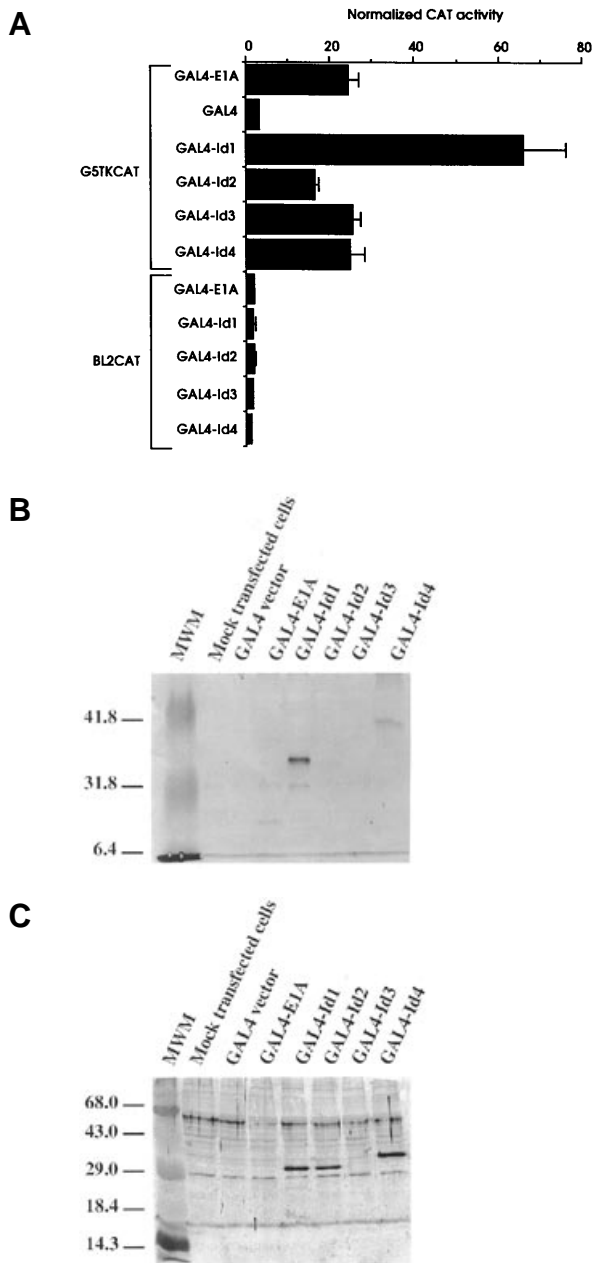 A
Normalized CAT activity
0 20 40 60 80
GAL4-E1A
GAL4
GAL4-Id1
G5TKCAT
GAL4-Id2
GAL4-Id3
GAL4-Id4
GAL4-E1A
GAL4-Id1
BL2CAT
GAL4-Id2
GAL4-Id3
GAL4-Id4
B
MWM
Mock transfected cells
GAL4 vector
GAL4-E1A
GAL4-Id1
GAL4-Id2
GAL4-Id3
GAL4-Id4
41.8
31.8
6.4
C
MWM
Mock transfected cells
GAL4 vector
GAL4-E1A
GAL4-Id1
GAL4-Id2
GAL4-Id3
GAL4-Id4
68.0
43.0
29.0
18.4
14.3